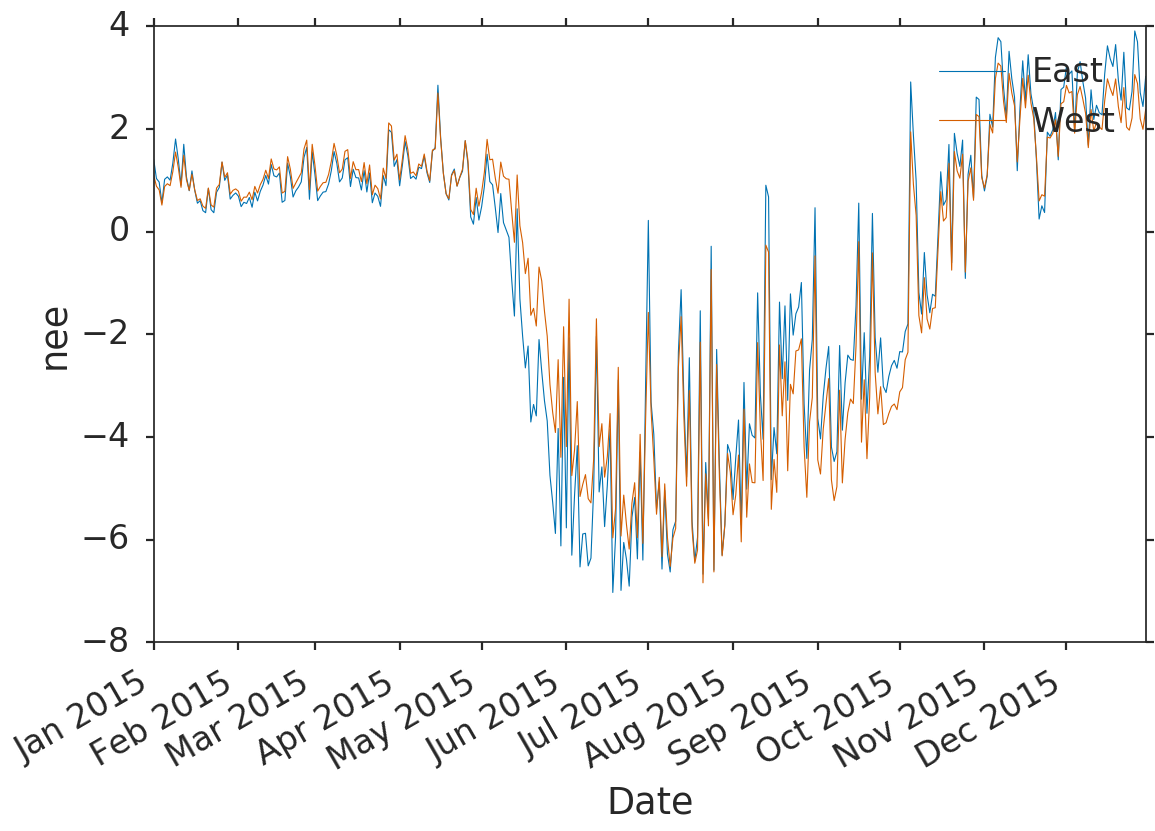 4
2
0
−2
−4
−6
−8
nee
East
West
Jan 2015
Feb 2015
Mar 2015
Apr 2015
May 2015
Jun 2015
Jul 2015
Aug 2015
Sep 2015
Oct 2015
Nov 2015
Dec 2015
Date